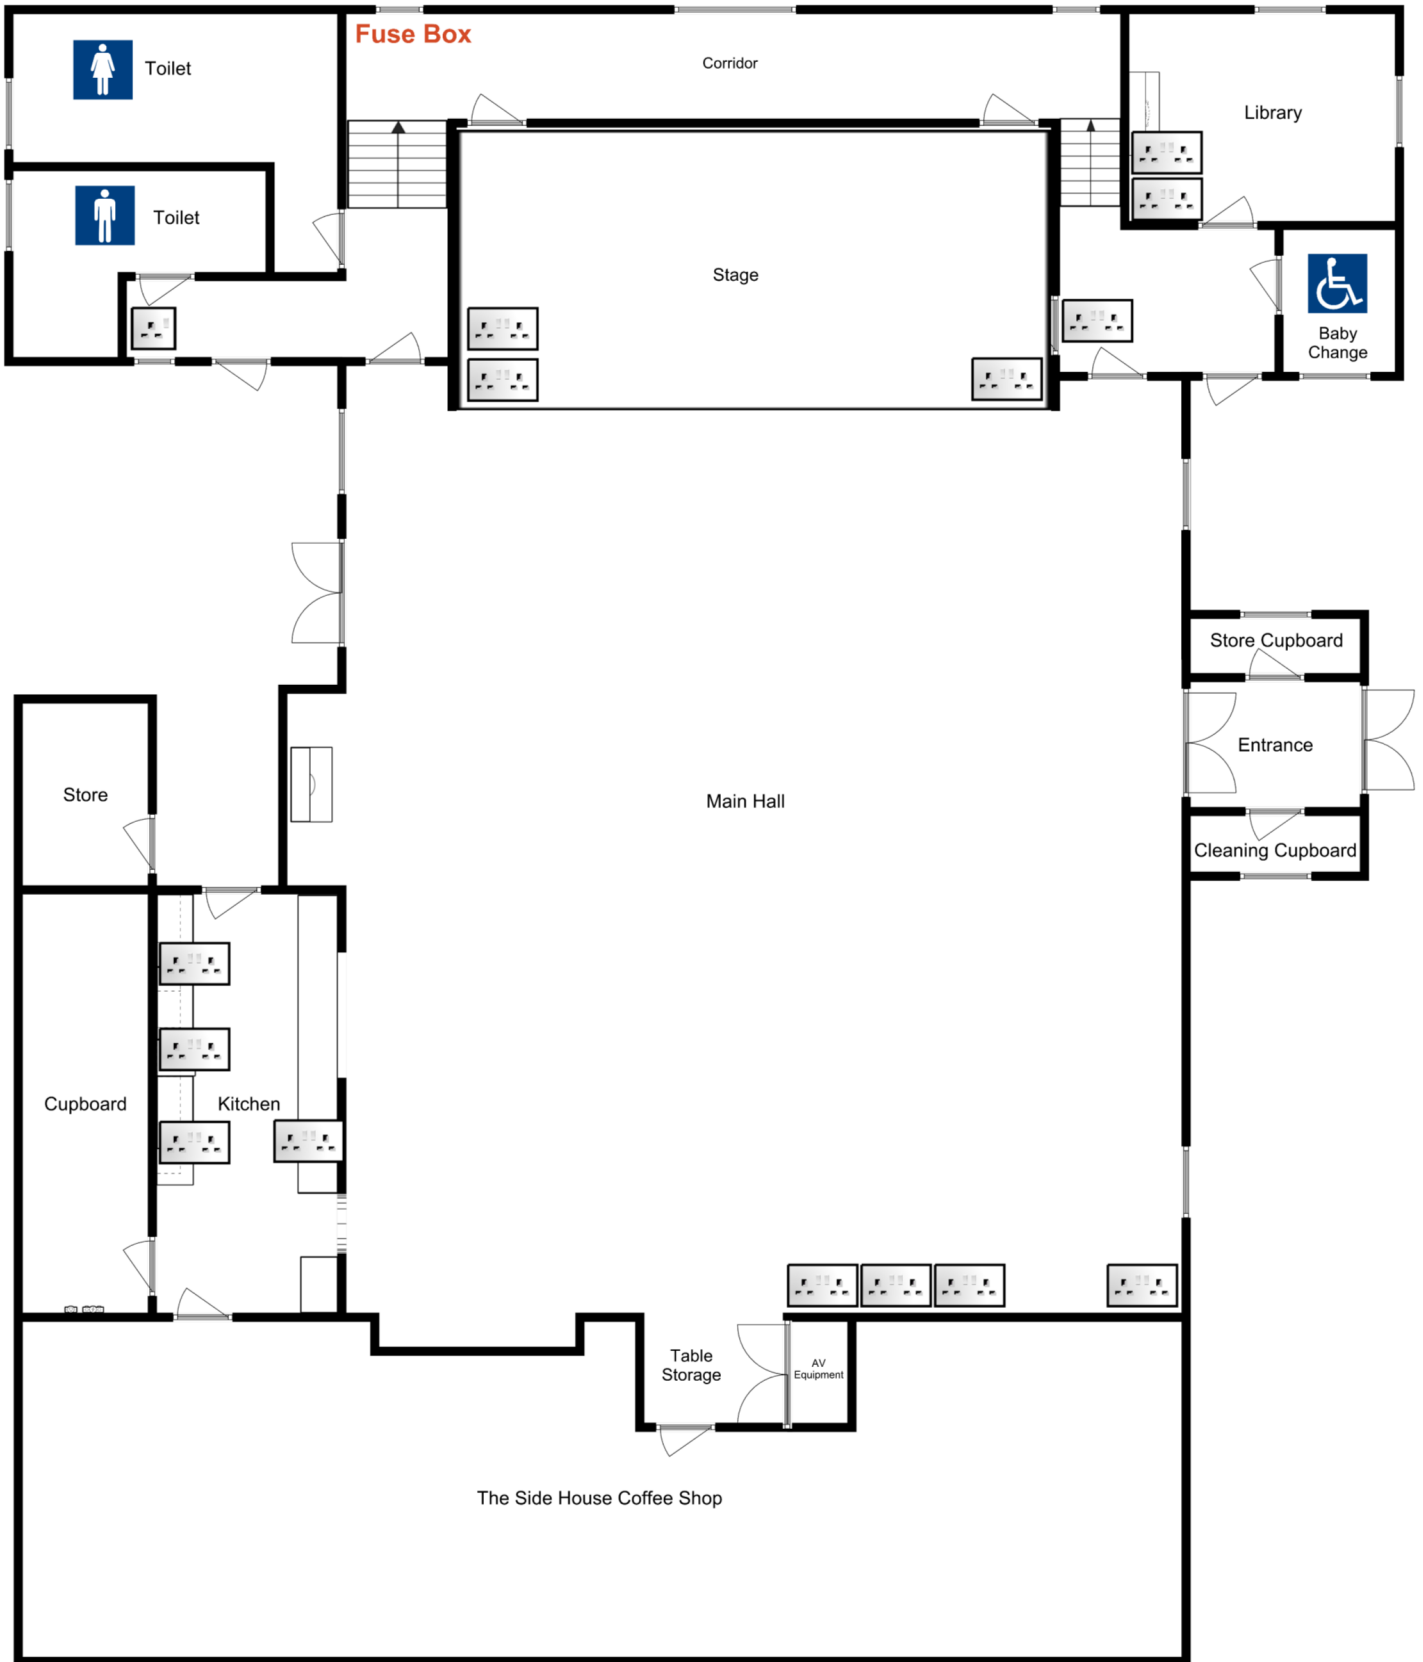 Fuse Box
Corridor
Toilet
Library
Toilet
Stage
Baby
Change
Store Cupboard
Entrance
Store
Main Hall
Cleaning Cupboard
Cupboard
Kitchen
Table
Storage
AV
Equipment
The Side House Coffee Shop